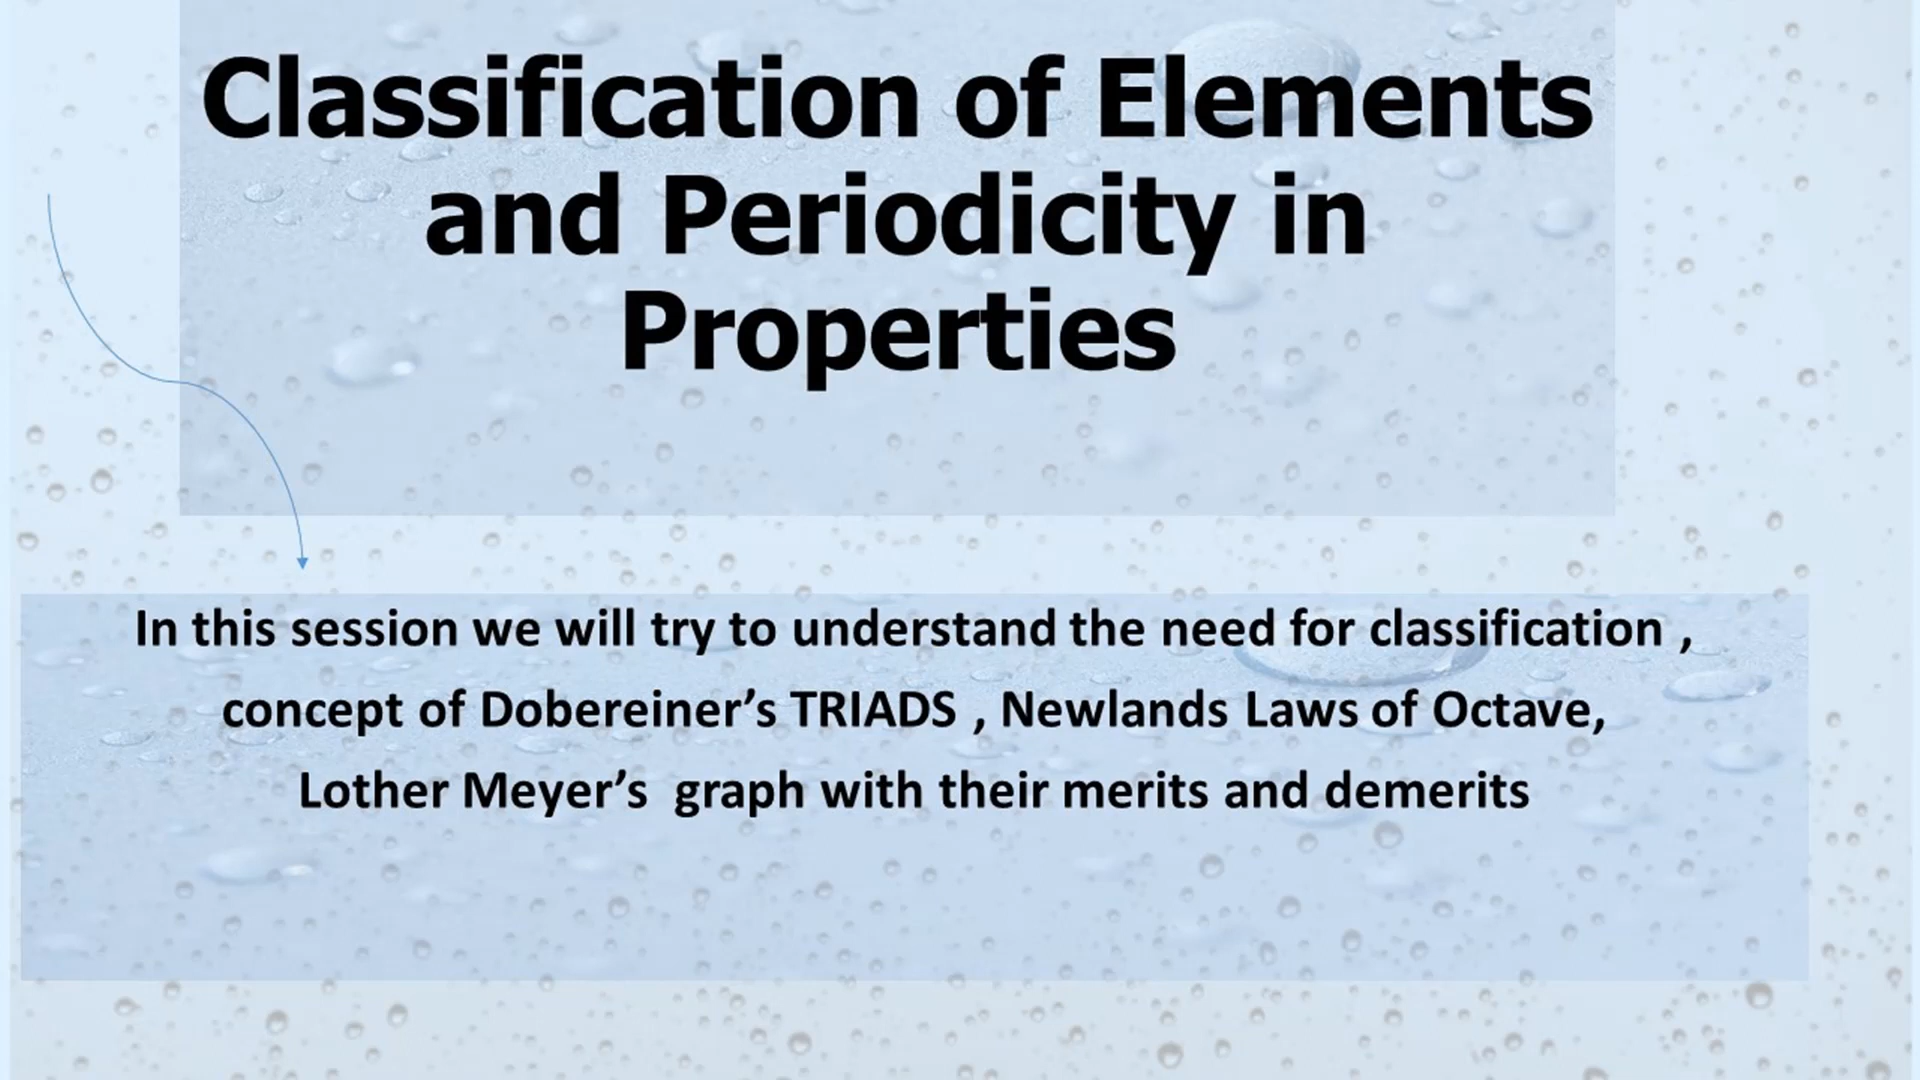 Classification of Elements
and Periodicity in
Properties
In this session we will try to understand the need for classification ,
concept of Dobereiner’s TRIADS , Newlands Laws of Octave,
Lother Meyer’s  graph with their merits and demerits